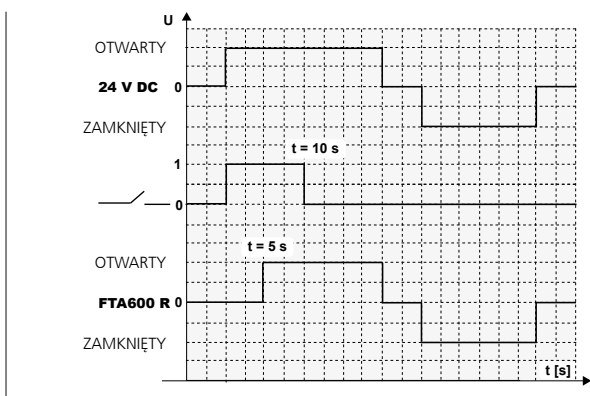 U
OTWARTY
24 V DC 0
ZAMKNIĘTY
t = 10 s
1
0
t = 5 s
OTWARTY
FTA600 R 0
ZAMKNIĘTY
t [s]